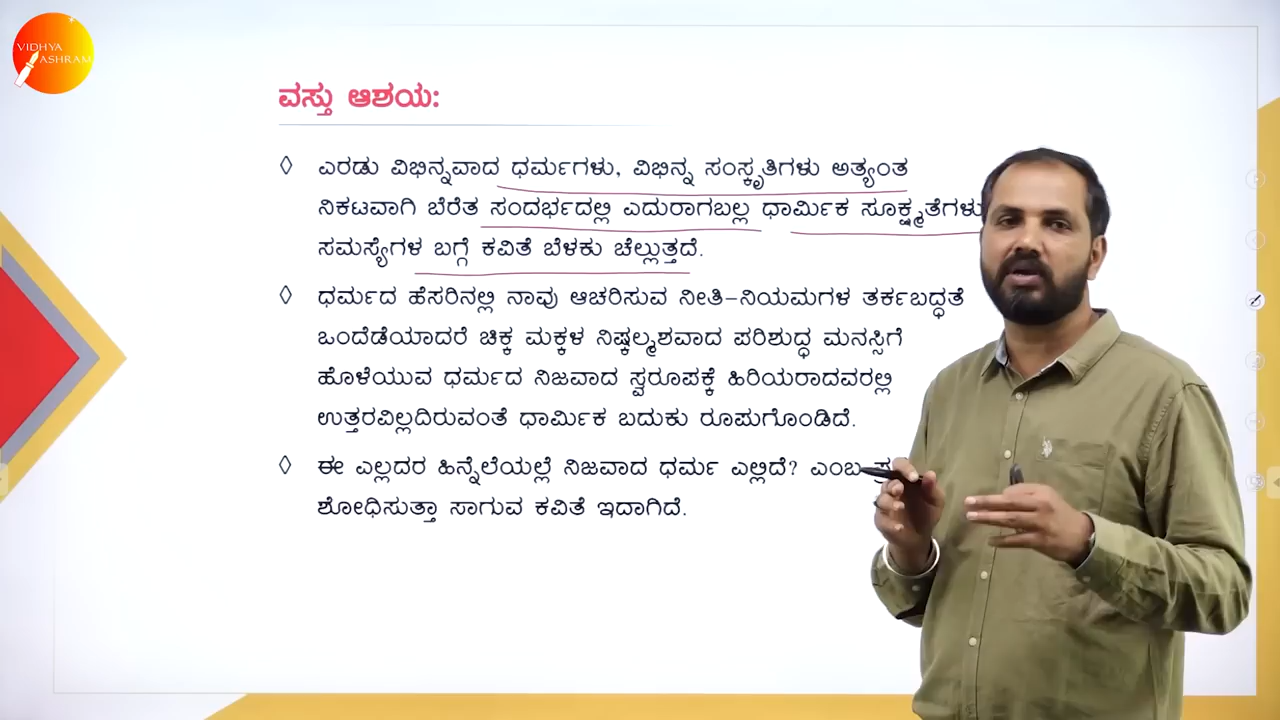 VIDHYA
ASHRAM
ವಸ್ತು ಆಶಯ:
◊ ಎರಡು ವಿಭಿನ್ನವಾದ ಧರ್ಮಗಳು, ವಿಭಿನ್ನ ಸಂಸ್ಕೃತಿಗಳು ಅತ್ಯಂತ
ನಿಕಟವಾಗಿ ಬೆರೆತ ಸಂದರ್ಭದಲ್ಲಿ ಎದುರಾಗಬಲ್ಲ ಧಾರ್ಮಿಕ ಸೂಕ್ಷ್ಮತೆಗಳು
ಸಮಸ್ಯೆಗಳ ಬಗ್ಗೆ ಕವಿತೆ ಬೆಳಕು ಚೆಲ್ಲುತ್ತದೆ.
◊ ಧರ್ಮದ ಹೆಸರಿನಲ್ಲಿ ನಾವು ಆಚರಿಸುವ ನೀತಿ-ನಿಯಮಗಳ ತರ್ಕಬದ್ಧತೆ
ಒಂದೆಡೆಯಾದರೆ ಚಿಕ್ಕ ಮಕ್ಕಳ ನಿಷ್ಕಲ್ಮಶವಾದ ಪರಿಶುದ್ಧ ಮನಸ್ಸಿಗೆ
ಹೊಳೆಯುವ ಧರ್ಮದ ನಿಜವಾದ ಸ್ವರೂಪಕ್ಕೆ ಹಿರಿಯರಾದವರಲ್ಲಿ
ಉತ್ತರವಿಲ್ಲದಿರುವಂತೆ ಧಾರ್ಮಿಕ ಬದುಕು ರೂಪುಗೊಂಡಿದೆ.
◊ ಈ ಎಲ್ಲದರ ಹಿನ್ನೆಲೆಯಲ್ಲೆ ನಿಜವಾದ ಧರ್ಮ ಎಲ್ಲಿದೆ? ಎಂಬ
ಶೋಧಿಸುತ್ತಾ ಸಾಗುವ ಕವಿತೆ ಇದಾಗಿದೆ.